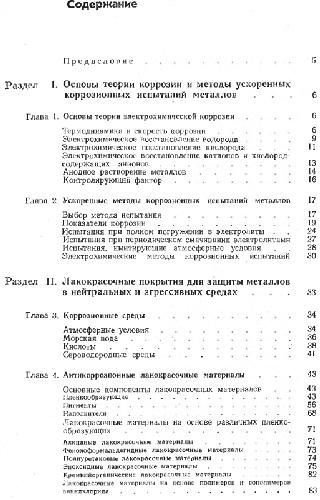 Содержание
Предисловие . . . 5
Раздел I. Основы теории коррозии и методы ускоренных
коррозионных испытаний металлов . . . 6
Глава 1. Основы теории электрохимической коррозии . . 6
Термодинамика и скорость коррозии . . . 6
Электрохимическое восстановление водорода . . . 9
Электрохимическое восстановление кислорода . . . 11
Электрохимическое восстановление катионов и кислород-
содержащих анионов . . . 13
Анодное растворение металлов . . . 14
Контролирующий фактор . . . 16
Глава 2. Ускоренные методы коррозионных испытаний металлов 17
Выбор метода испытания . . . 17
Показатели коррозии . . . 19
Испытания при полном погружении в электролиты . . 24
Испытания при периодическом смачивании электролитами 27
Испытания, имитирующие атмосферные условия . . 28
Электрохимические методы коррозионных испытаний 30
Раздел II. Лакокрасочные покрытия для защиты металлов
в нейтральных и агрессивных средах . . . 33
Глава 3. Коррозионные среды . . . 34
Атмосферные условия . . . 34
Морская вода . . . 36
Кислоты . . . 38
Сероводородные среды . . . 41
Глава 4. Антикоррозионные лакокрасочные материалы . . 43
Основные компоненты лакокрасочных материалов . . 43
Пленкообразующие . . . 43
Пигменты . . . 56
Наполнители . . . 68
Лакокрасочные материалы на основе различных пленко-
образующих . . . 71
Алкидные лакокрасочные материалы . . . 71
Фенолоформальдегидные лакокрасочные материалы . . 73
Полиуретановые лакокрасочные материалы . . . 74
Эпоксидные лакокрасочные материалы . . . 75
Кремнийорганические лакокрасочные материалы . . 82
Лакокрасочные материалы на основе полимеров и сополимеров
винилхлорида . . . 83